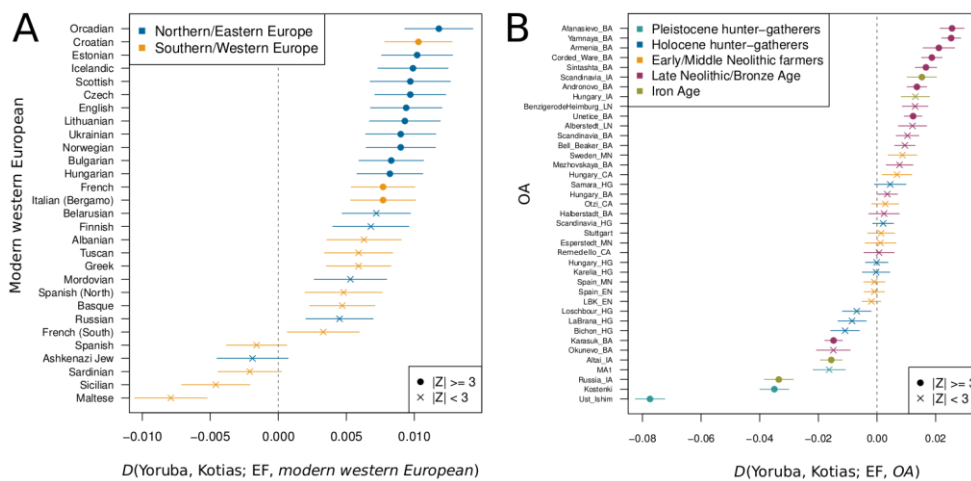 A
Modern western European
Orcadian
Croatian
Estonian
Icelandic
Scottish
Czech
English
Lithuanian
Ukrainian
Norwegian
Bulgarian
Hungarian
French
Italian (Bergamo)
Belarusian
Finnish
Albanian
Tuscan
Greek
Mordovian
Spanish (North)
Basque
Russian
French (South)
Spanish
Ashkenazi Jew
Sardinian
Sicilian
Maltese
Northern/Eastern Europe
Southern/Western Europe
|Z| >= 3
|Z| < 3
−0.010 −0.005 0.000 0.005 0.010
D(Yoruba, Kotias; EF, modern western European)
B
OA
Afanasievo_BA
Yamnaya_BA
Armenia_BA
Corded_Ware_BA
Sintashta_BA
Scandinavia_IA
Andronovo_BA
Hungary_IA
BenzigerodeHeimburg_LN
Unetice_BA
Alberstedt_LN
Scandinavia_BA
Bell_Beaker_BA
Sweden_MN
Mezhovskaya_BA
Hungary_CA
Samara_HG
Hungary_BA
Otzi_CA
Halberstadt_BA
Scandinavia_HG
Stuttgart
Esperstedt_MN
Remedello_CA
Hungary_HG
Karelia_HG
Spain_MN
Spain_EN
LBK_EN
Loschbour_HG
LaBrana_HG
Bichon_HG
Karasuk_BA
Okunevo_BA
Altai_IA
MA1
Russia_IA
Kostenki
Ust_Ishim
Pleistocene hunter−gatherers
Holocene hunter−gatherers
Early/Middle Neolithic farmers
Late Neolithic/Bronze Age
Iron Age
|Z| >= 3
|Z| < 3
−0.08 −0.06 −0.04 −0.02 0.00 0.02
D(Yoruba, Kotias; EF, OA)